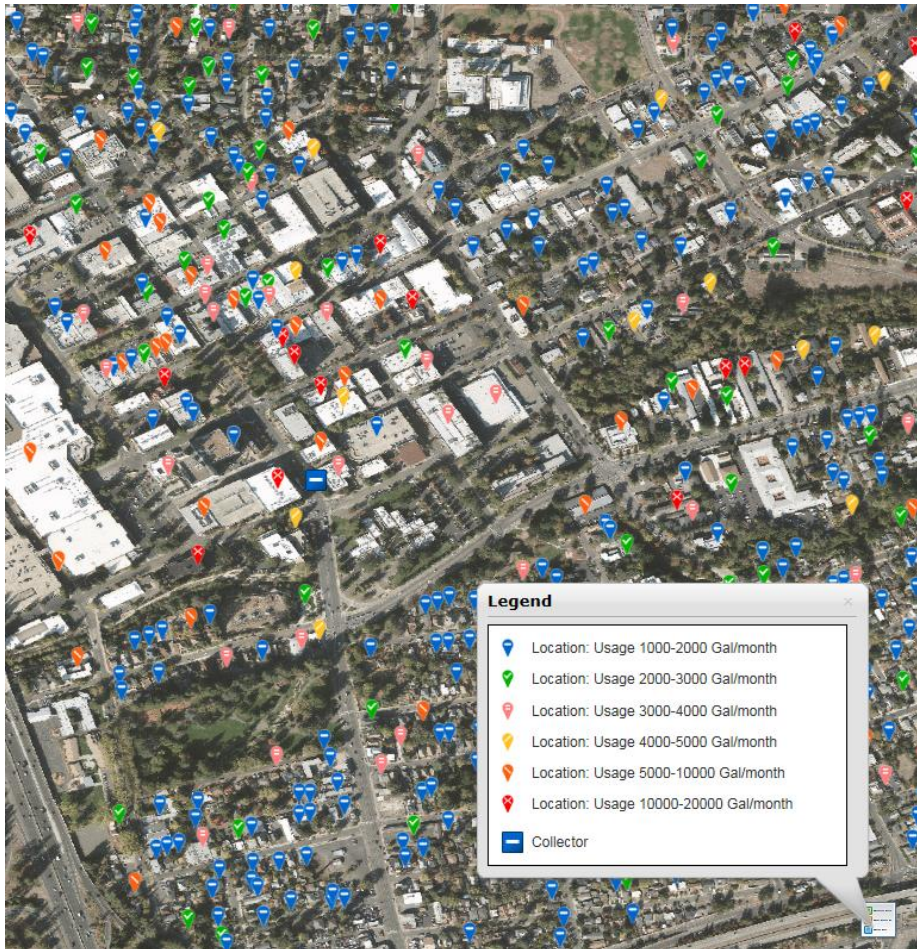 Legend
Location: Usage 1000-2000 Gal/month
Location: Usage 2000-3000 Gal/month
Location: Usage 3000-4000 Gal/month
Location: Usage 4000-5000 Gal/month
Location: Usage 5000-10000 Gal/month
Location: Usage 10000-20000 Gal/month
Collector